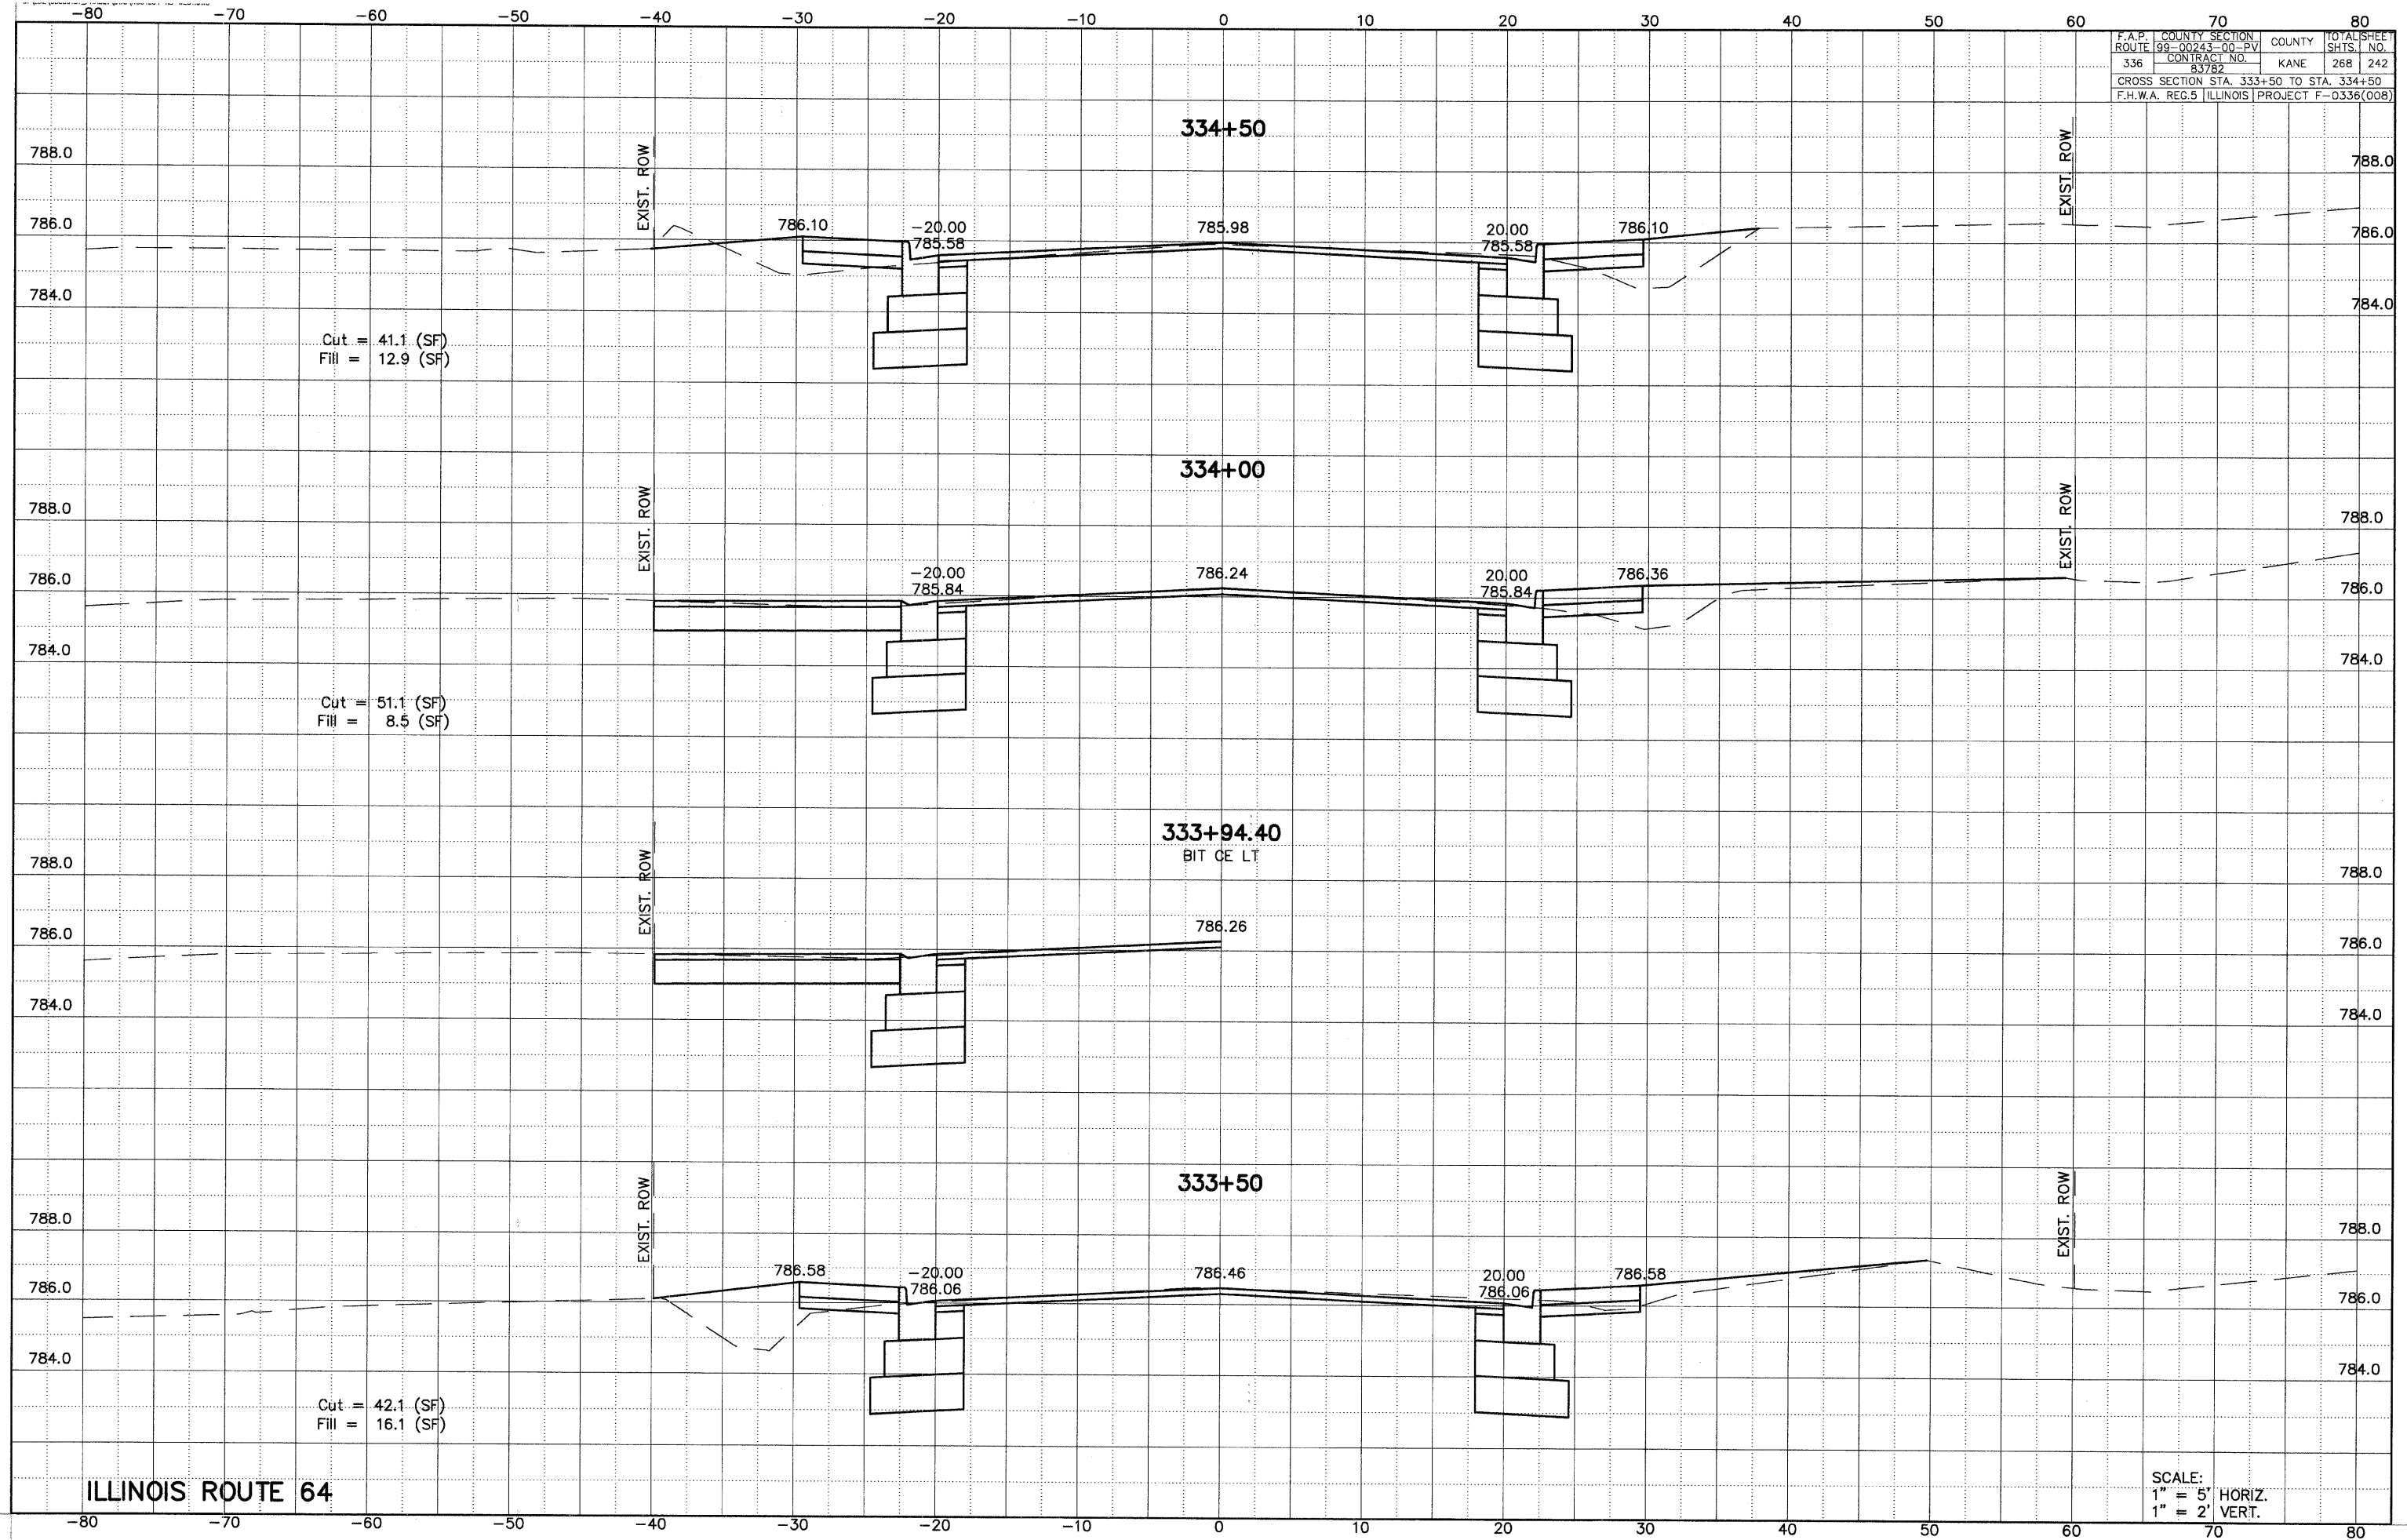 -80 -70 -60 -50 -40 -30 -20 -10 0 10 20 30 40 50 60 70 80
F.A.P. ROUTE COUNTY SECTION COUNTY TOTAL SHTS. SHEET NO.
99-00243-00-PV
336 CONTRACT NO. 83782 KANE 268 242
CROSS SECTION STA. 333+50 TO STA. 334+50
F.H.W.A. REG.5 ILLINOIS PROJECT F-0336(008)
334+50
EXIST. ROW
EXIST. ROW
788.0 788.0
786.0 786.10 -20.00 785.98 20.00 786.10 786.0
785.58 785.58
784.0 784.0
Cut = 41.1 (SF)
Fill = 12.9 (SF)
334+00
EXIST. ROW
EXIST. ROW
788.0 788.0
786.0 -20.00 786.24 20.00 786.36 786.0
785.84 785.84
784.0 784.0
Cut = 51.1 (SF)
Fill = 8.5 (SF)
333+94.40
BIT CE LT
EXIST. ROW
788.0 788.0
786.26
786.0 786.0
784.0 784.0
333+50
EXIST. ROW
EXIST. ROW
788.0 788.0
786.58 -20.00 786.46 20.00 786.58
786.0 786.06 786.06 786.0
784.0 784.0
Cut = 42.1 (SF)
Fill = 16.1 (SF)
ILLINOIS ROUTE 64
SCALE:
1" = 5' HORIZ.
1" = 2' VERT.
-80 -70 -60 -50 -40 -30 -20 -10 0 10 20 30 40 50 60 70 80